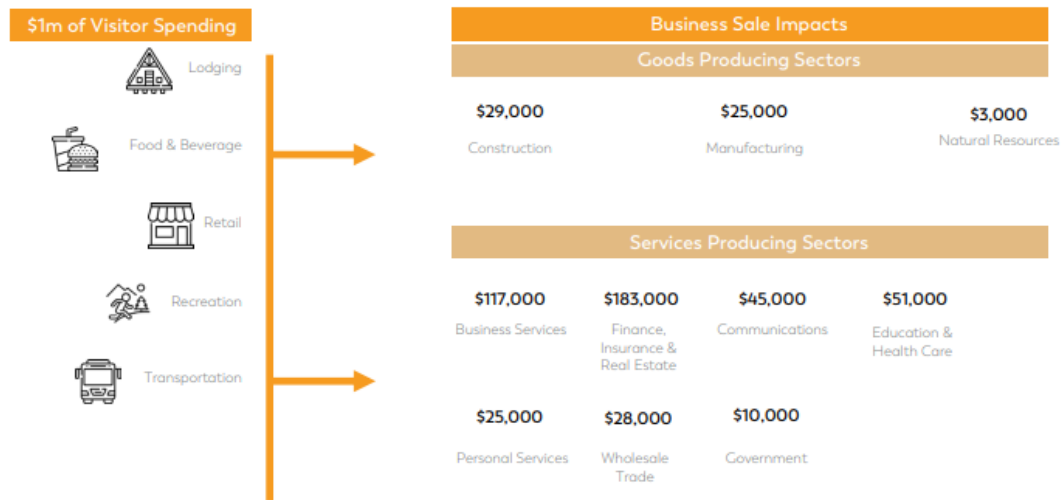 $1m of Visitor Spending
Lodging
Food & Beverage
Retail
Recreation
Transportation
Business Sale Impacts
Goods Producing Sectors
$29,000
Construction
$25,000
Manufacturing
$3,000
Natural Resources
Services Producing Sectors
$117,000
Business Services
$183,000
Finance,
Insurance &
Real Estate
$45,000
Communications
$51,000
Education &
Health Care
$25,000
Personal Services
$28,000
Wholesale
Trade
$10,000
Government